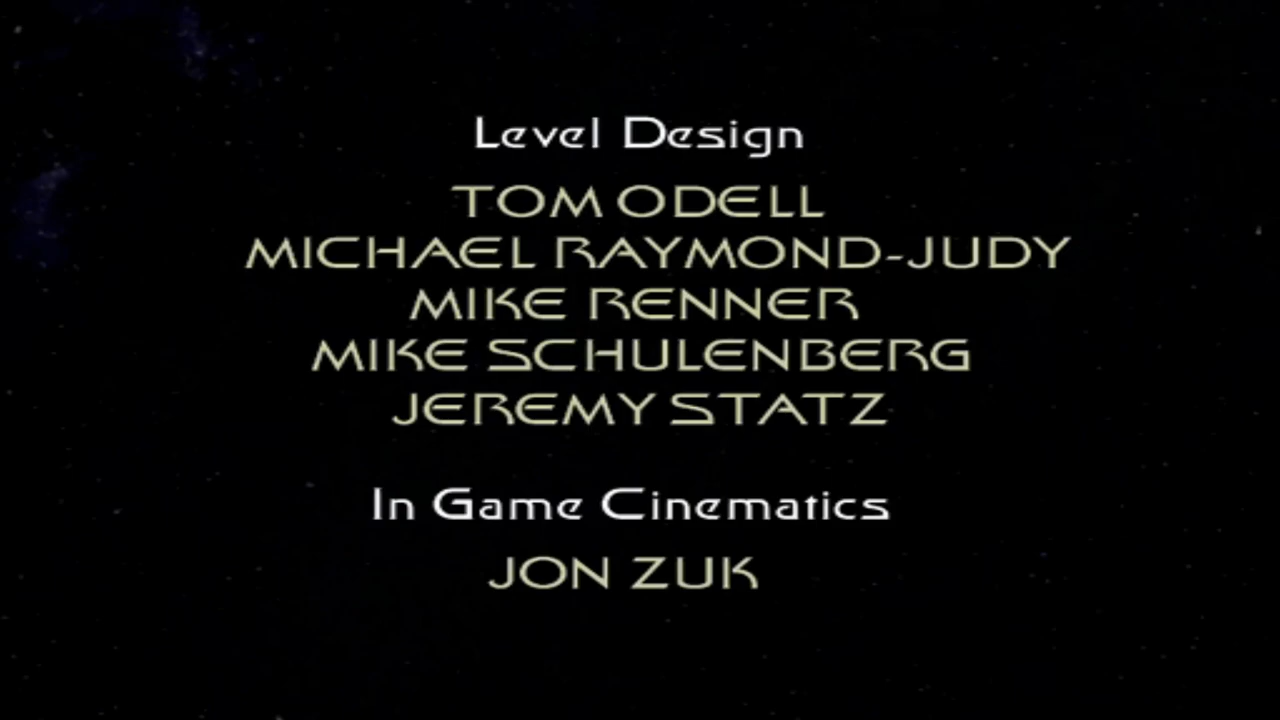 Level Design
TOM ODELL
MICHAEL RAYMOND-JUDY
MIKE RENNER
MIKE SCHULENBERG
JEREMY STATZ
In Game Cinematics
JON ZUK